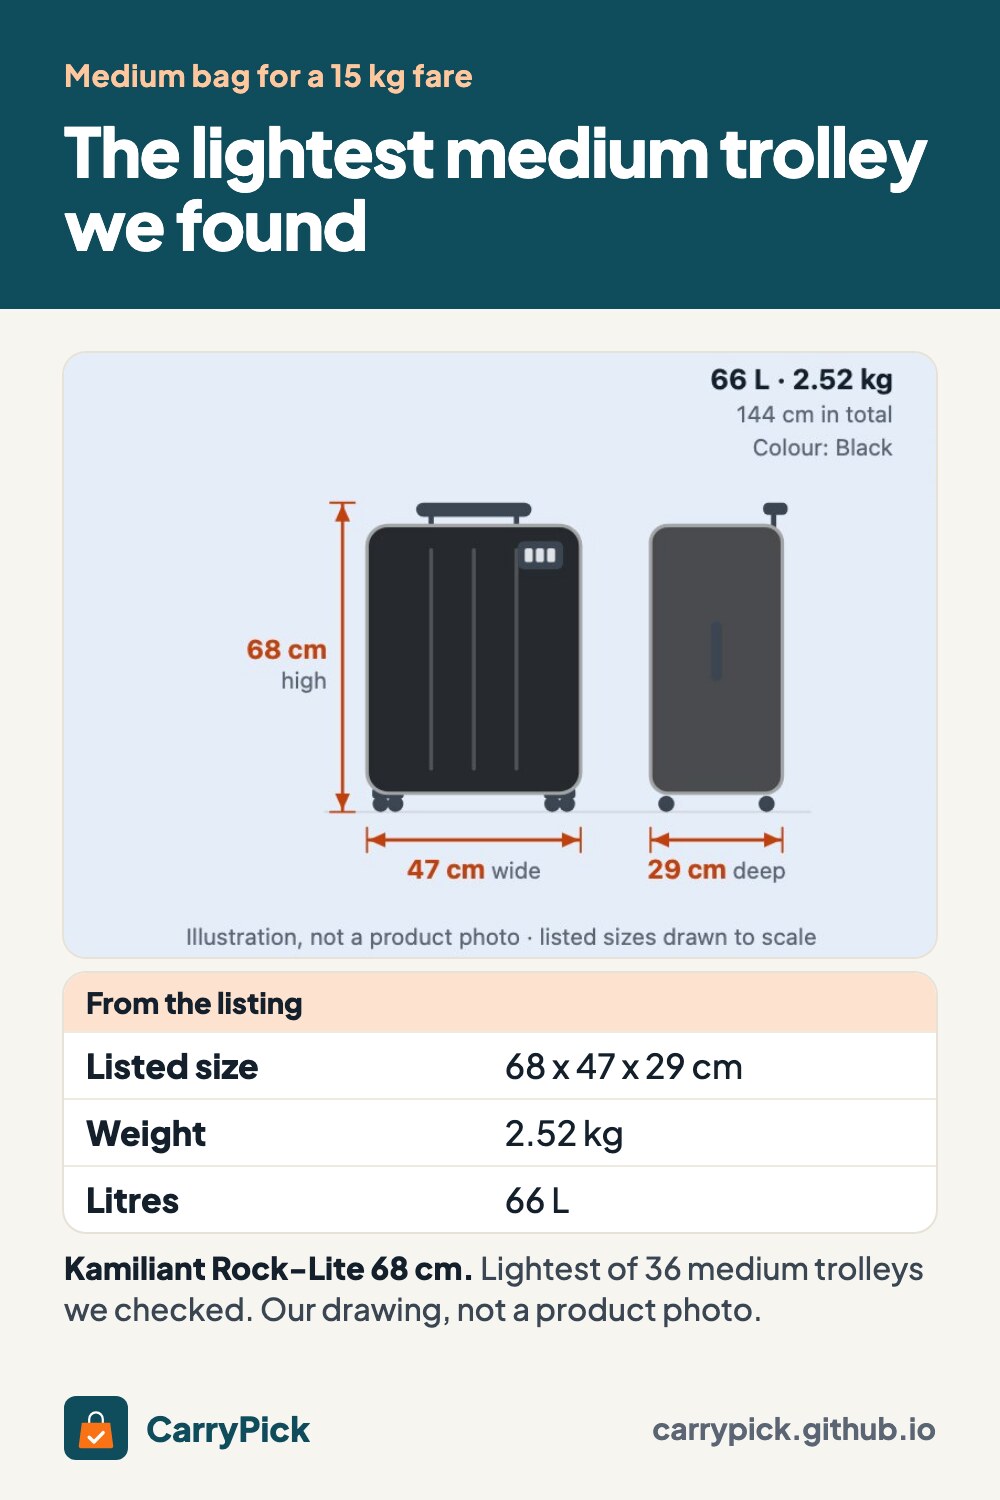 Medium bag for a 15 kg fare
The lightest medium trolley
we found
66 L · 2.52 kg
144 cm in total
Colour: Black
68 cm
high
47 cm wide
29 cm deep
Illustration, not a product photo · listed sizes drawn to scale
From the listing
Listed size 68 x 47 x 29 cm
Weight 2.52 kg
Litres 66 L
Kamiliant Rock-Lite 68 cm. Lightest of 36 medium trolleys
we checked. Our drawing, not a product photo.
CarryPick
carrypick.github.io